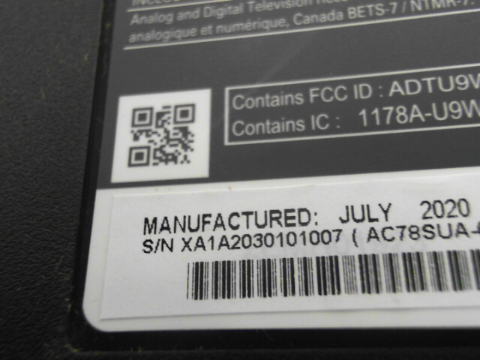 Analog and Digital Television
analogique et numérique, Canada BETS-7 / NTMR-7.
Contains FCC ID : ADTU9
Contains IC : 1178A-U9W
MANUFACTURED: JULY 2020
S/N XA1A2030101007 ( AC78SUA-